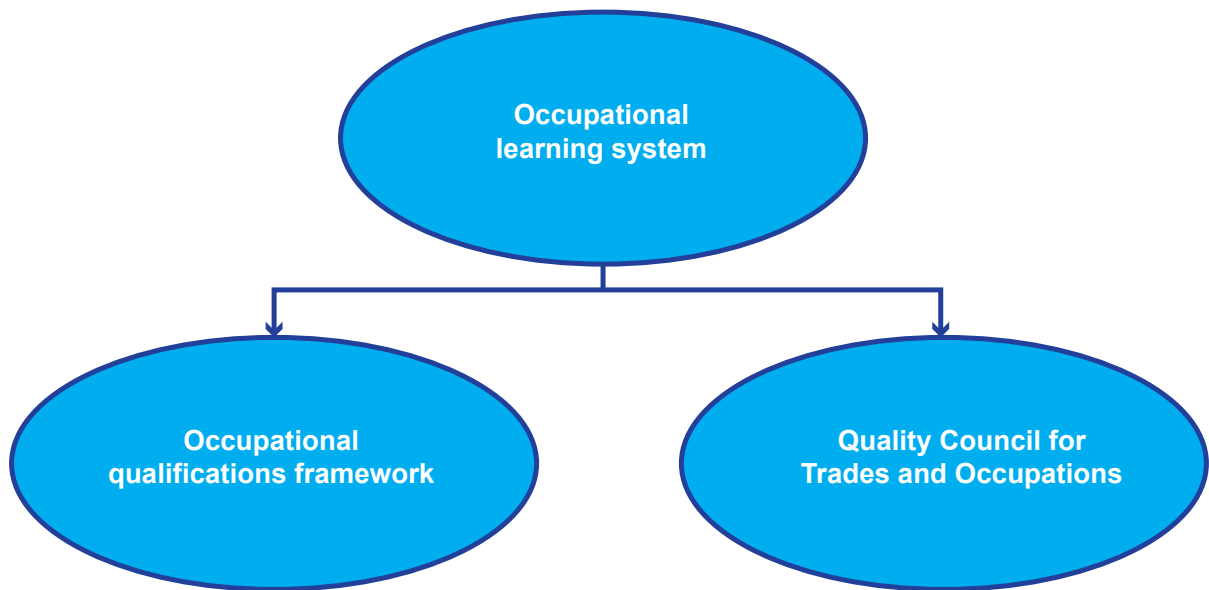 Occupational
learning system
Occupational
qualifications framework
Quality Council for
Trades and Occupations